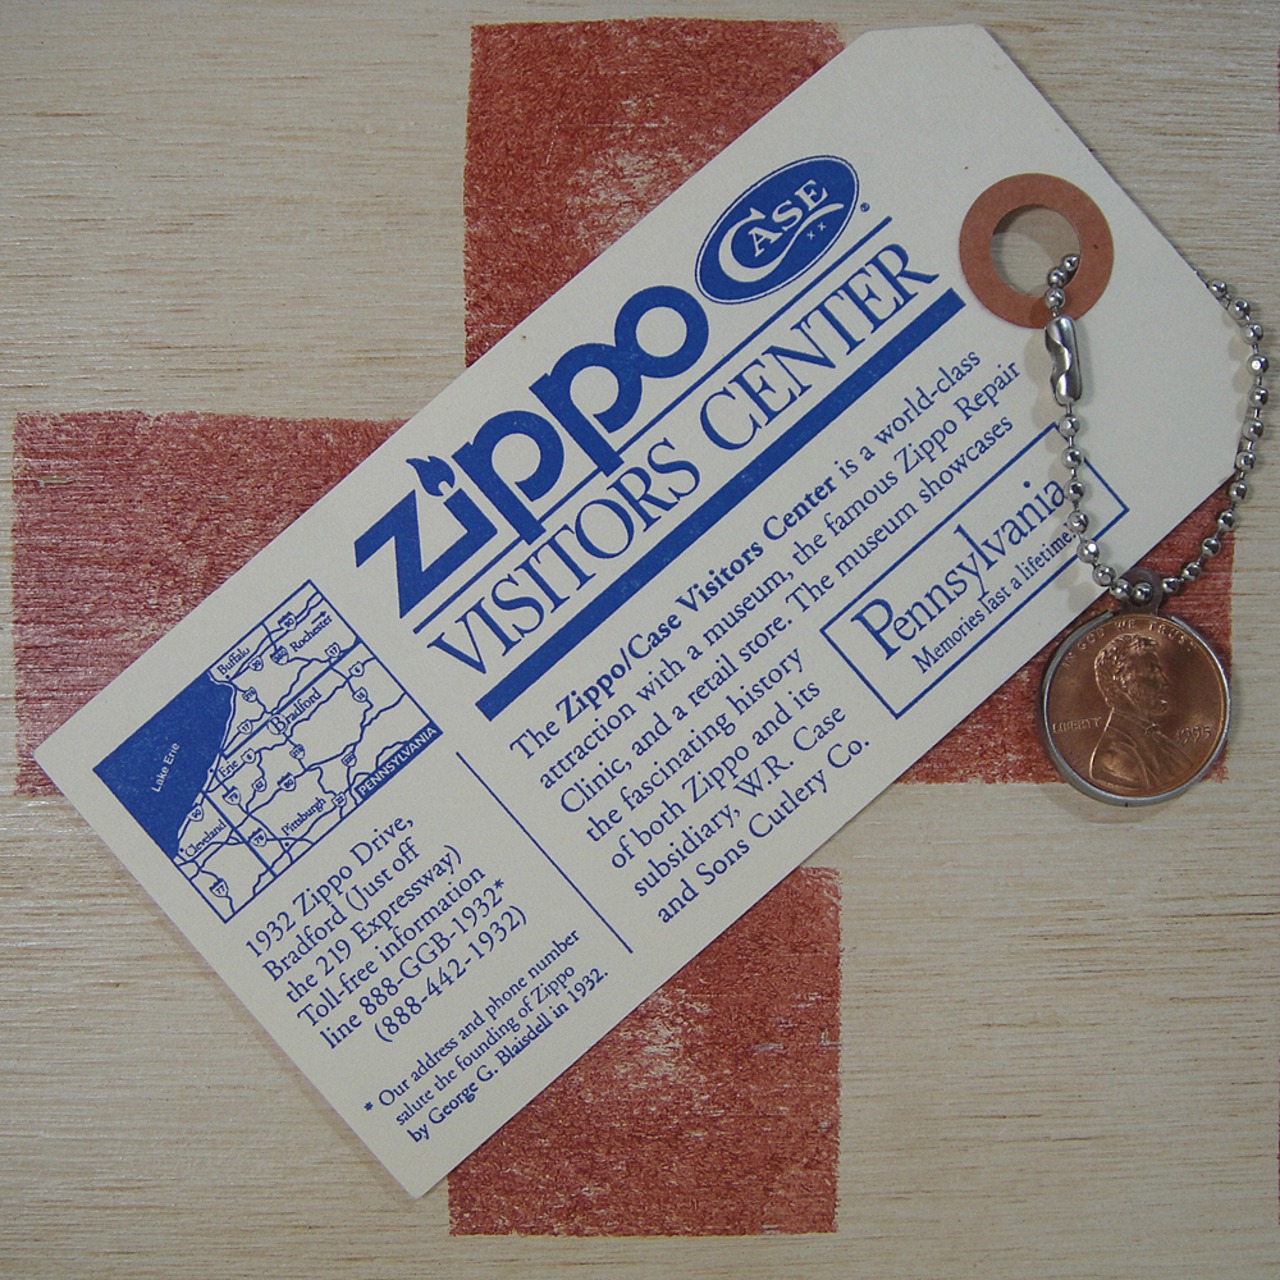 CASE
XX
®
Zippo
VISITORS CENTER
The Zippo/Case Visitors Center is a world-class
attraction with a museum, the famous Zippo Repair
Clinic, and a retail store. The museum showcases
the fascinating history
of both Zippo and its
subsidiary, W.R. Case
and Sons Cutlery Co.
Pennsylvania
Memories last a lifetime.
Rochester
Buffalo
Bradford
Lake Erie
Erie
PENNSYLVANIA
Pittsburgh
Cleveland
1932 Zippo Drive,
Bradford (Just off
the 219 Expressway)
Toll-free information
line 888-GGB-1932*
(888-442-1932)
* Our address and phone number
salute the founding of Zippo
by George G. Blaisdell in 1932.
IN GOD WE TRUST
LIBERTY
1995